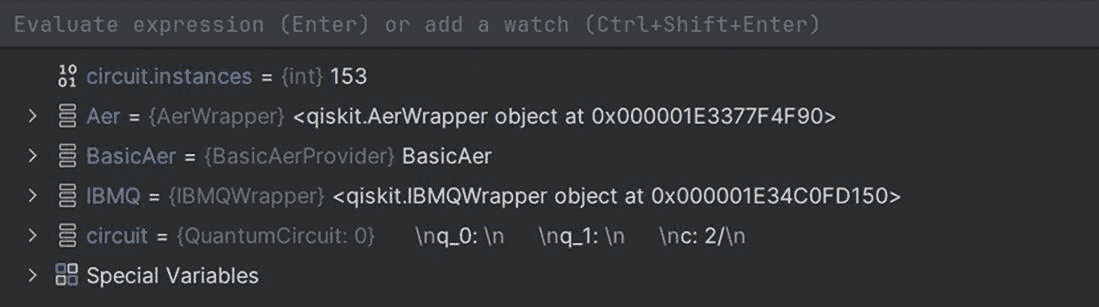 Evaluate expression (Enter) or add a watch (Ctrl+Shift+Enter)
10 01 circuit.instances = {int} 153
Aer = {AerWrapper} <qiskit.AerWrapper object at 0x000001E3377F4F90>
BasicAer = {BasicAerProvider} BasicAer
IBMQ = {IBMQWrapper} <qiskit.IBMQWrapper object at 0x000001E34C0FD150>
circuit = {QuantumCircuit: 0} \nq_0: \n \nq_1: \n \nc: 2/\n
Special Variables